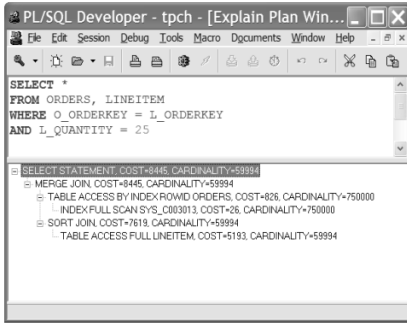 PL/SQL Developer - tpch - [Explain Plan Win...
File Edit Session Debug Tools Macro Documents Window Help
SELECT *
FROM ORDERS, LINEITEM
WHERE O_ORDERKEY = L_ORDERKEY
AND L_QUANTITY = 25
SELECT STATEMENT, COST=8445, CARDINALITY=59994
MERGE JOIN, COST=8445, CARDINALITY=59994
TABLE ACCESS BY INDEX ROWID ORDERS, COST=826, CARDINALITY=750000
INDEX FULL SCAN SYS_C003013, COST=26, CARDINALITY=750000
SORT JOIN, COST=7619, CARDINALITY=59994
TABLE ACCESS FULL LINEITEM, COST=5193, CARDINALITY=59994